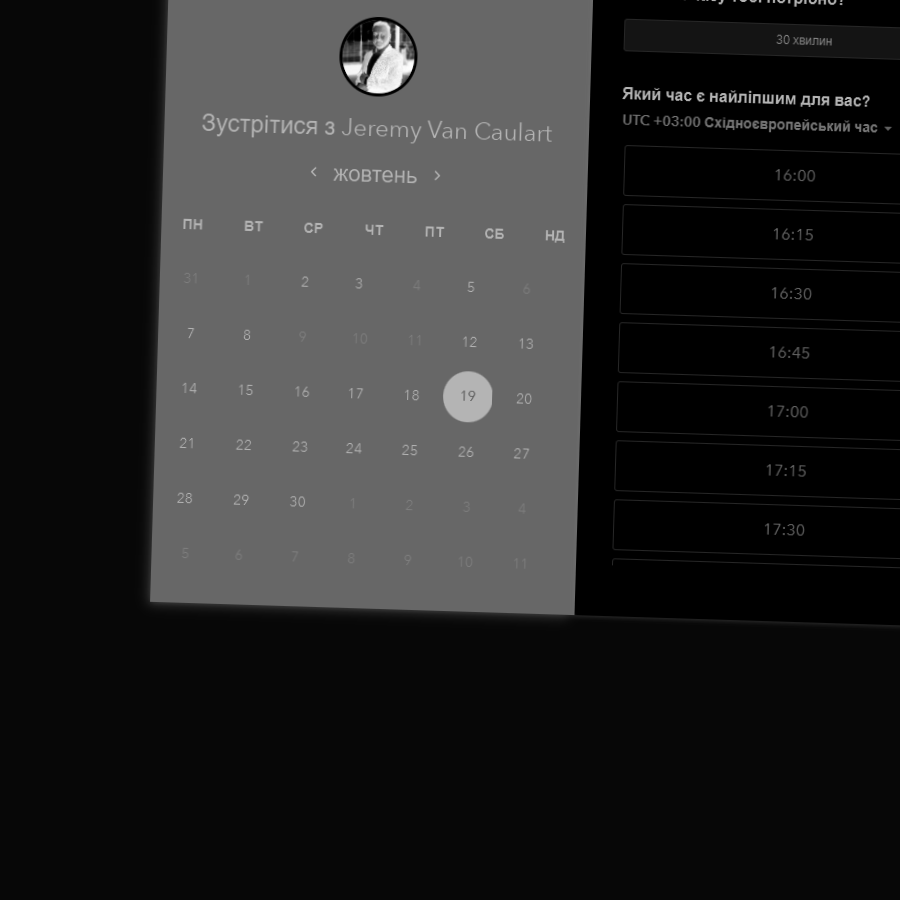 30 хвилин
Зустрітися з Jeremy Van Caulart
жовтень
ПН ВТ СР ЧТ ПТ СБ НД
31 1 2 3 4 5 6
7 8 9 10 11 12 13
14 15 16 17 18 19 20
21 22 23 24 25 26 27
28 29 30 1 2 3 4
5 6 7 8 9 10 11
Який час є найліпшим для вас?
UTC +03:00 Східноєвропейський час
16:00
16:15
16:30
16:45
17:00
17:15
17:30